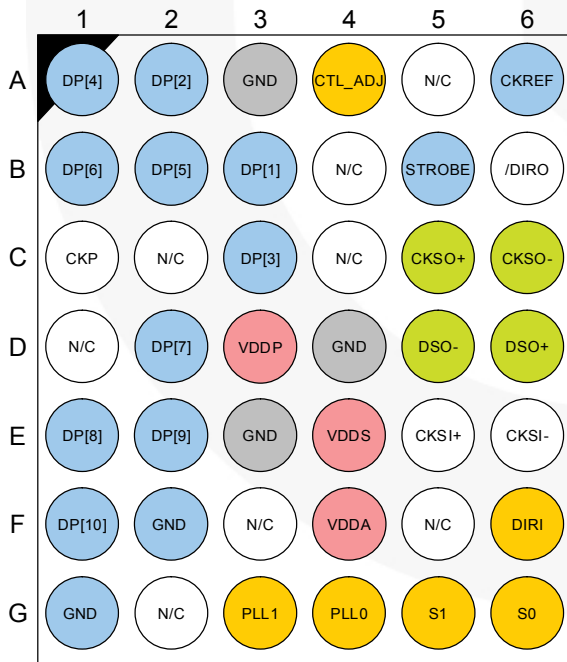 1 2 3 4 5 6
A DP[4] DP[2] GND CTL_ADJ N/C CKREF
B DP[6] DP[5] DP[1] N/C STROBE /DIRO
C CKP N/C DP[3] N/C CKSO+ CKSO-
D N/C DP[7] VDDP GND DSO- DSO+
E DP[8] DP[9] GND VDDS CKSI+ CKSI-
F DP[10] GND N/C VDDA N/C DIRI
G GND N/C PLL1 PLL0 S1 S0